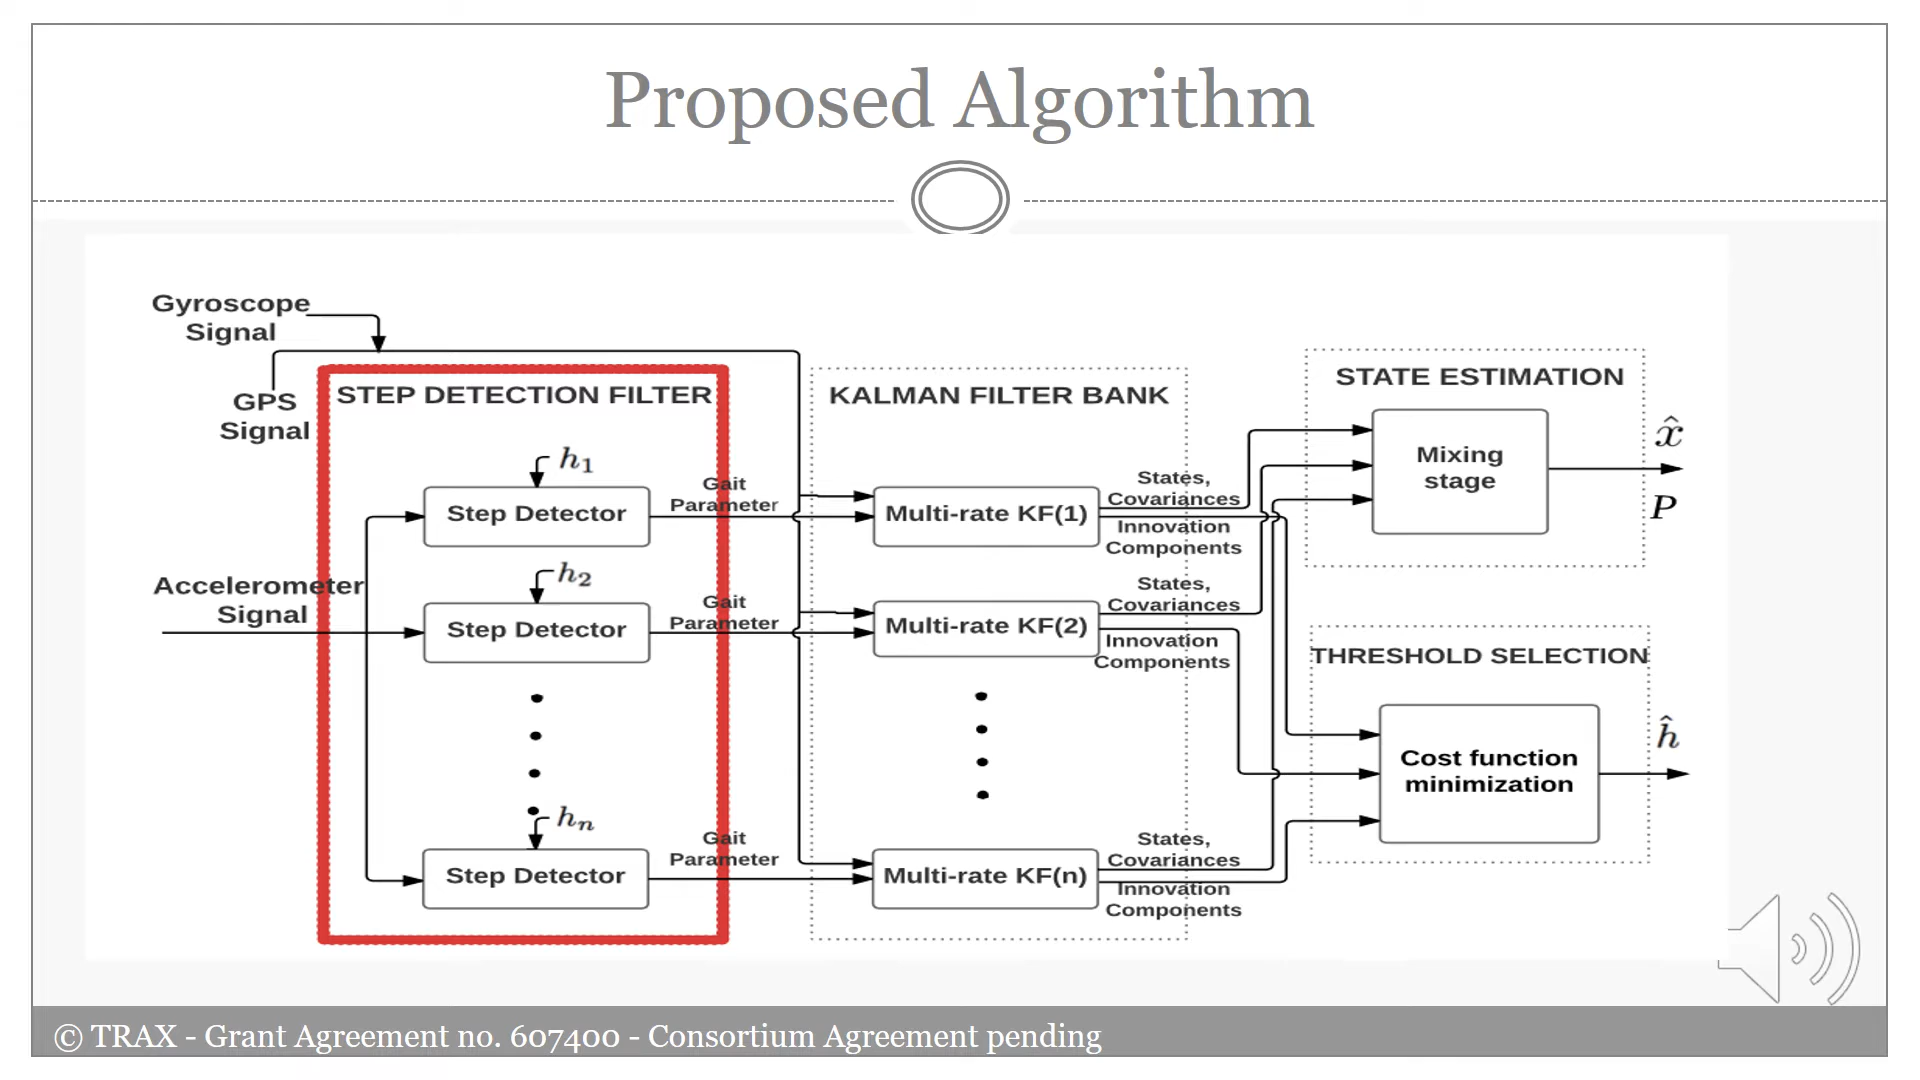 Proposed Algorithm
Gyroscope
Signal
GPS
Signal
Accelerometer
Signal
STEP DETECTION FILTER
h1
Step Detector
Gait
Parameter
h2
Step Detector
Gait
Parameter
hn
Step Detector
Gait
Parameter
KALMAN FILTER BANK
Multi-rate KF(1)
States,
Covariances
Innovation
Components
Multi-rate KF(2)
States,
Covariances
Innovation
Components
Multi-rate KF(n)
States,
Covariances
Innovation
Components
STATE ESTIMATION
Mixing
stage
x̂
P
THRESHOLD SELECTION
Cost function
minimization
ĥ
© TRAX - Grant Agreement no. 607400 - Consortium Agreement pending